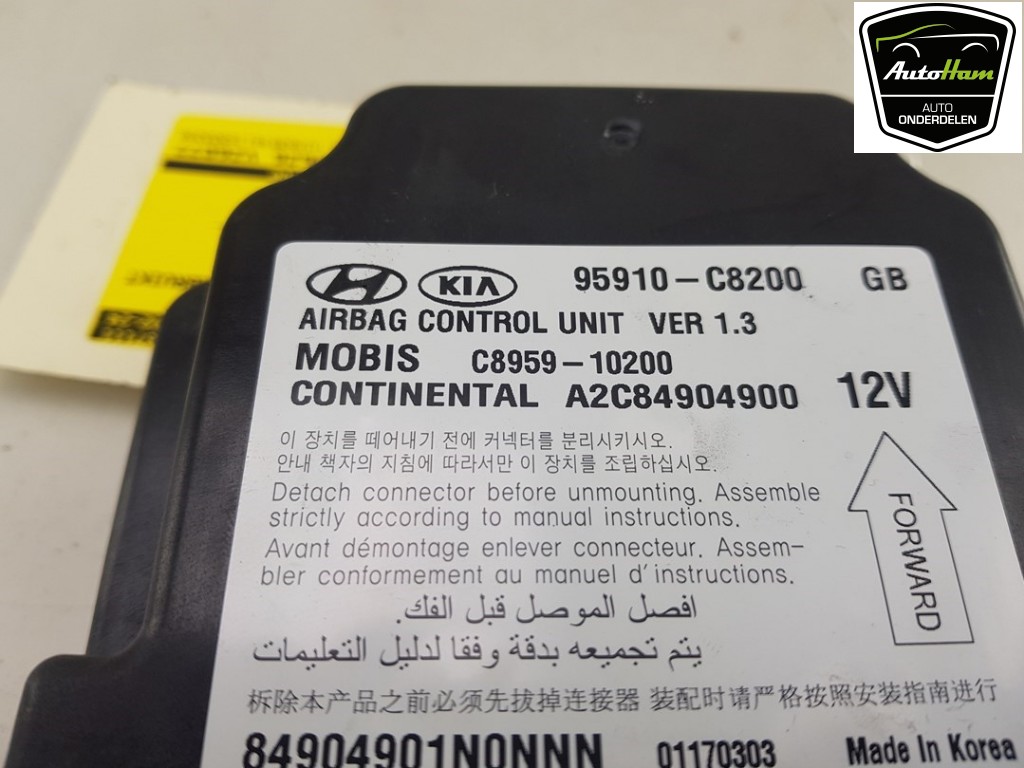 AutoHam
AUTO
ONDERDELEN
KIA 95910-C8200 GB
AIRBAG CONTROL UNIT VER 1.3
MOBIS C8959-10200
CONTINENTAL A2C84904900 12V
이 장치를 떼어내기 전에 커넥터를 분리시키시오.
안내 책자의 지침에 따라서만 이 장치를 조립하십시오.
Detach connector before unmounting. Assemble
strictly according to manual instructions.
Avant démontage enlever connecteur. Assem-
bler conformement au manuel d'instructions.
افصل الموصل قبل الفك.
يتم تجميعه بدقة وفقا لدليل التعليمات
FORWARD
柝除本产品之前必须先拔掉连接器 装配时请严格按照安装指南进行
84904901N0NNN 01170303 Made In Korea